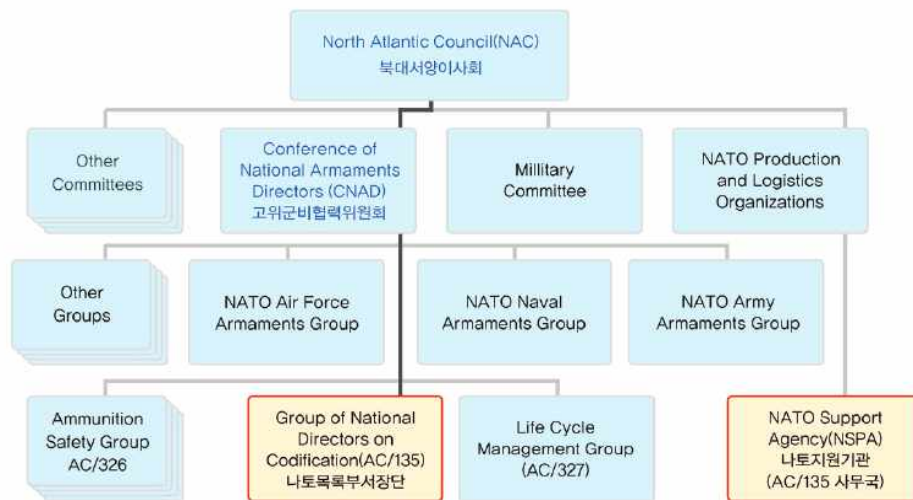 North Atlantic Council(NAC)
북대서양이사회
Other
Committees
Conference of
National Armaments
Directors (CNAD)
고위군비협력위원회
Millitary
Committee
NATO Production
and Logistics
Organizations
Other
Groups
NATO Air Force
Armaments Group
NATO Naval
Armaments Group
NATO Army
Armaments Group
Ammunition
Safety Group
AC/326
Group of National
Directors on
Codification(AC/135)
나토목록부서장단
Life Cycle
Management Group
(AC/327)
NATO Support
Agency(NSPA)
나토지원기관
(AC/135 사무국)